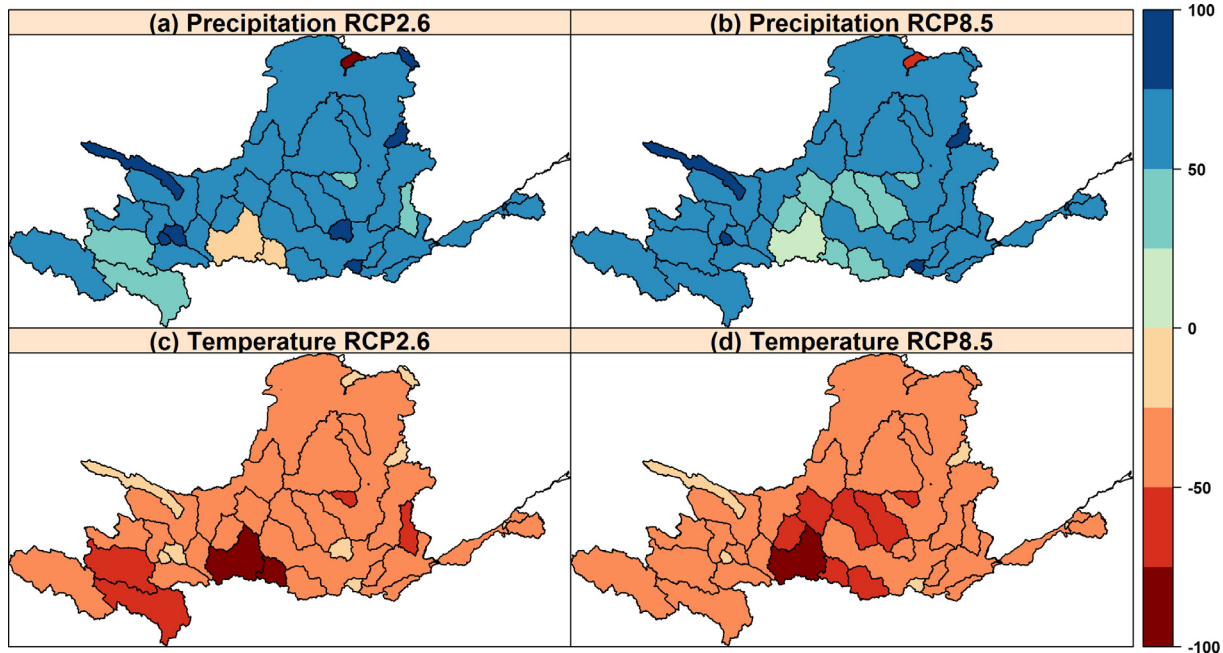 (a) Precipitation RCP2.6
(b) Precipitation RCP8.5
(c) Temperature RCP2.6
(d) Temperature RCP8.5
100
50
0
-50
-100